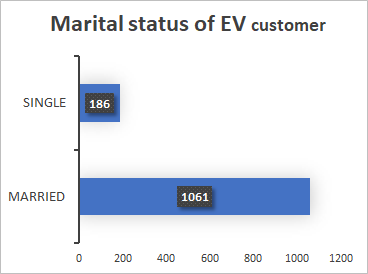 Marital status of EV customer
SINGLE
186
MARRIED
1061
0 200 400 600 800 1000 1200